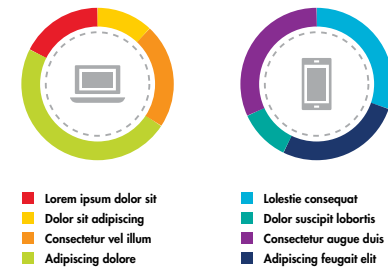 Lorem ipsum dolor sit
Dolor sit adipiscing
Consectetur vel illum
Adipiscing dolore
Lolestie consequat
Dolor suscipit lobortis
Consectetur augue duis
Adipiscing feugait elit